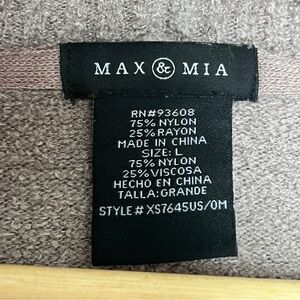 MAX & MIA
RN#93608
75% NYLON
25% RAYON
MADE IN CHINA
SIZE: L
75% NYLON
25% VISCOSA
HECHO EN CHINA
TALLA:GRANDE
STYLE# XS7645US/0M